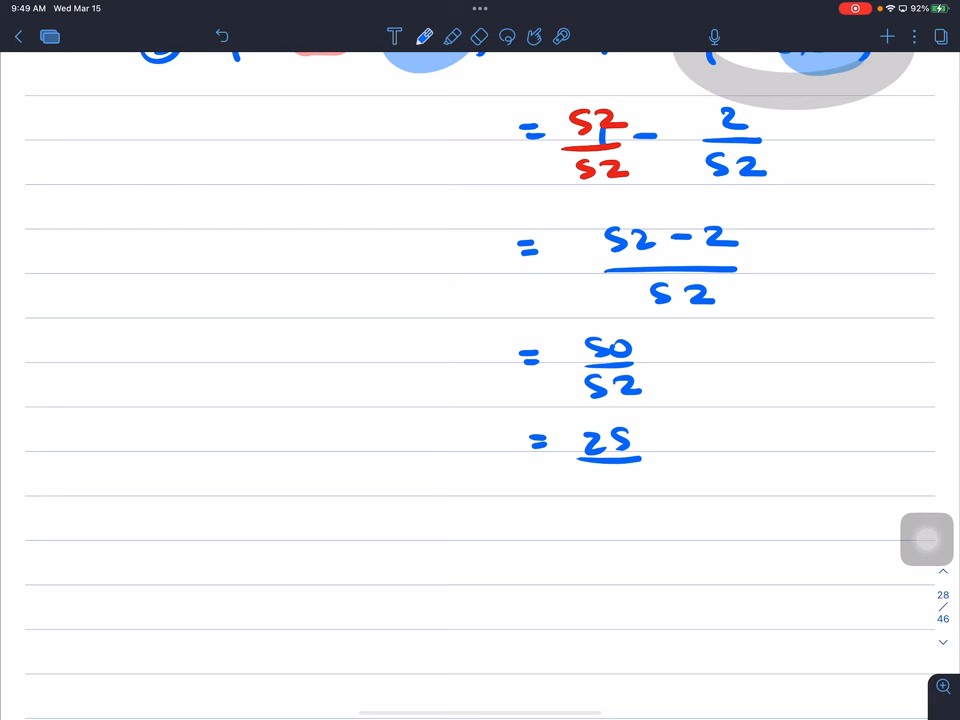 9:49 AM Wed Mar 15
92%
= 52/52 - 2/52
= 52 - 2 / 52
= 50/52
= 25
28
/
46